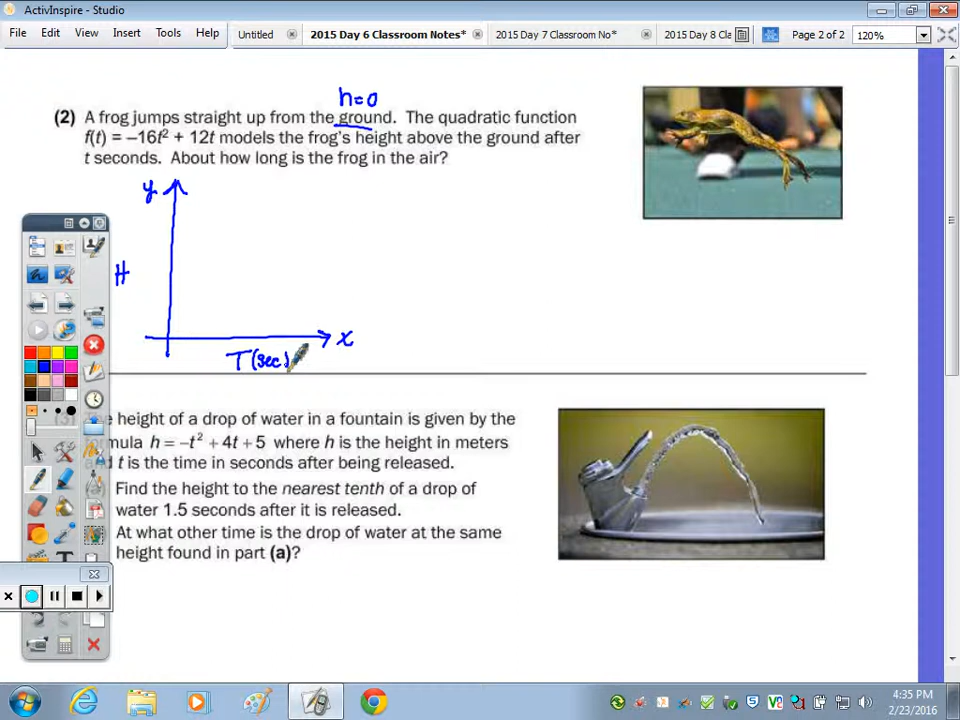 ActivInspire - Studio
File Edit View Insert Tools Help Untitled 2015 Day 6 Classroom Notes* 2015 Day 7 Classroom No* 2015 Day 8 Cla Page 2 of 2 120%
h=0
(2) A frog jumps straight up from the ground. The quadratic function
f(t) = –16t² + 12t models the frog's height above the ground after
t seconds. About how long is the frog in the air?
y
H
x
T(sec)
The height of a drop of water in a fountain is given by the
formula h = –t² + 4t + 5 where h is the height in meters
and t is the time in seconds after being released.
Find the height to the nearest tenth of a drop of
water 1.5 seconds after it is released.
At what other time is the drop of water at the same
height found in part (a)?
4:35 PM
2/23/2016